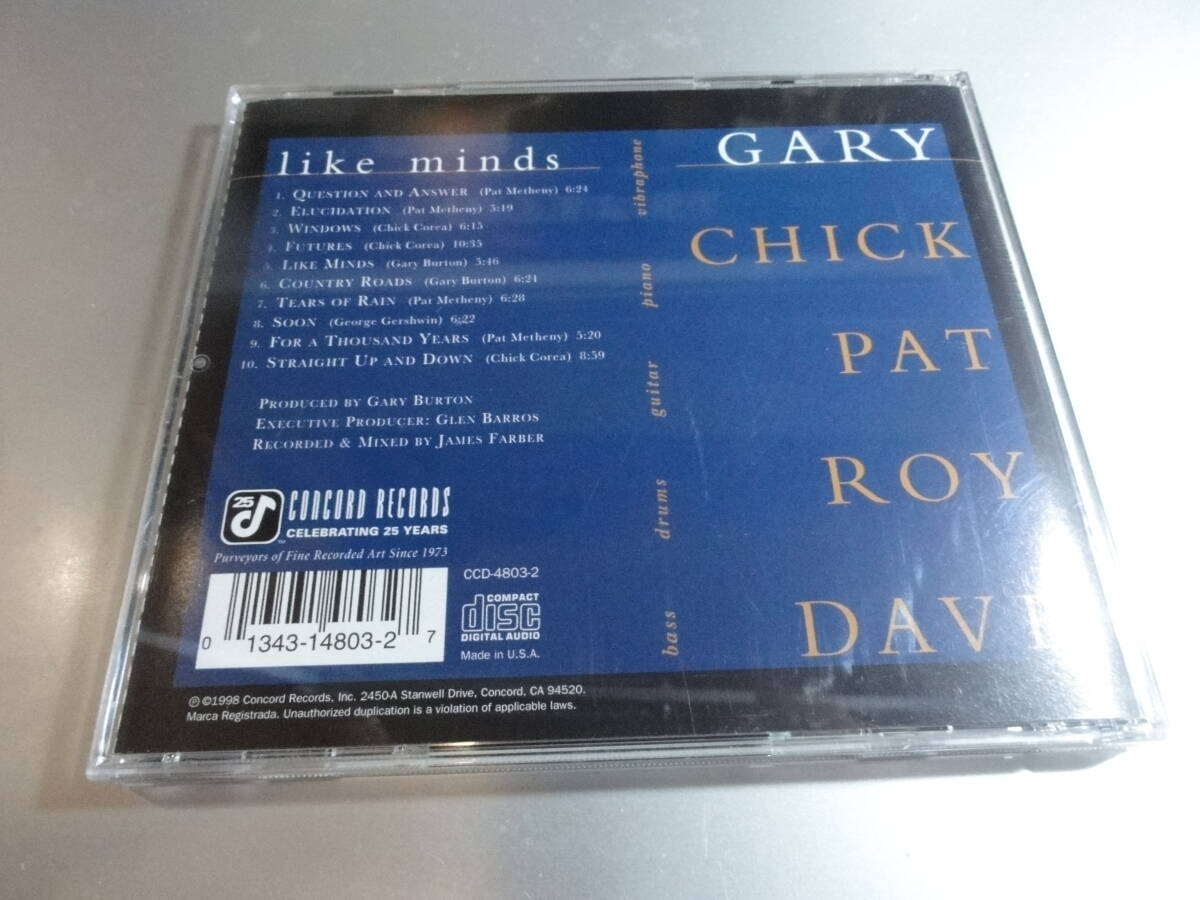 like minds
1. QUESTION AND ANSWER (Pat Metheny) 6:24
2. ELUCIDATION (Pat Metheny) 5:19
3. WINDOWS (Chick Corea) 6:15
4. FUTURES (Chick Corea) 10:35
5. LIKE MINDS (Gary Burton) 5:46
6. COUNTRY ROADS (Gary Burton) 6:21
7. TEARS OF RAIN (Pat Metheny) 6:28
8. SOON (George Gershwin) 6:22
9. FOR A THOUSAND YEARS (Pat Metheny) 5:20
10. STRAIGHT UP AND DOWN (Chick Corea) 8:59
PRODUCED BY GARY BURTON
EXECUTIVE PRODUCER: GLEN BARROS
RECORDED & MIXED BY JAMES FARBER
25
CONCORD RECORDS
CELEBRATING 25 YEARS
Purveyors of Fine Recorded Art Since 1973
0 1343-14803-2 7
CCD-4803-2
COMPACT
disc
DIGITAL AUDIO
Made in U.S.A.
℗ ©1998 Concord Records, Inc. 2450-A Stanwell Drive, Concord, CA 94520.
Marca Registrada. Unauthorized duplication is a violation of applicable laws.
vibraphone
GARY
piano
CHICK
guitar
PAT
drums
ROY
bass
DAVE